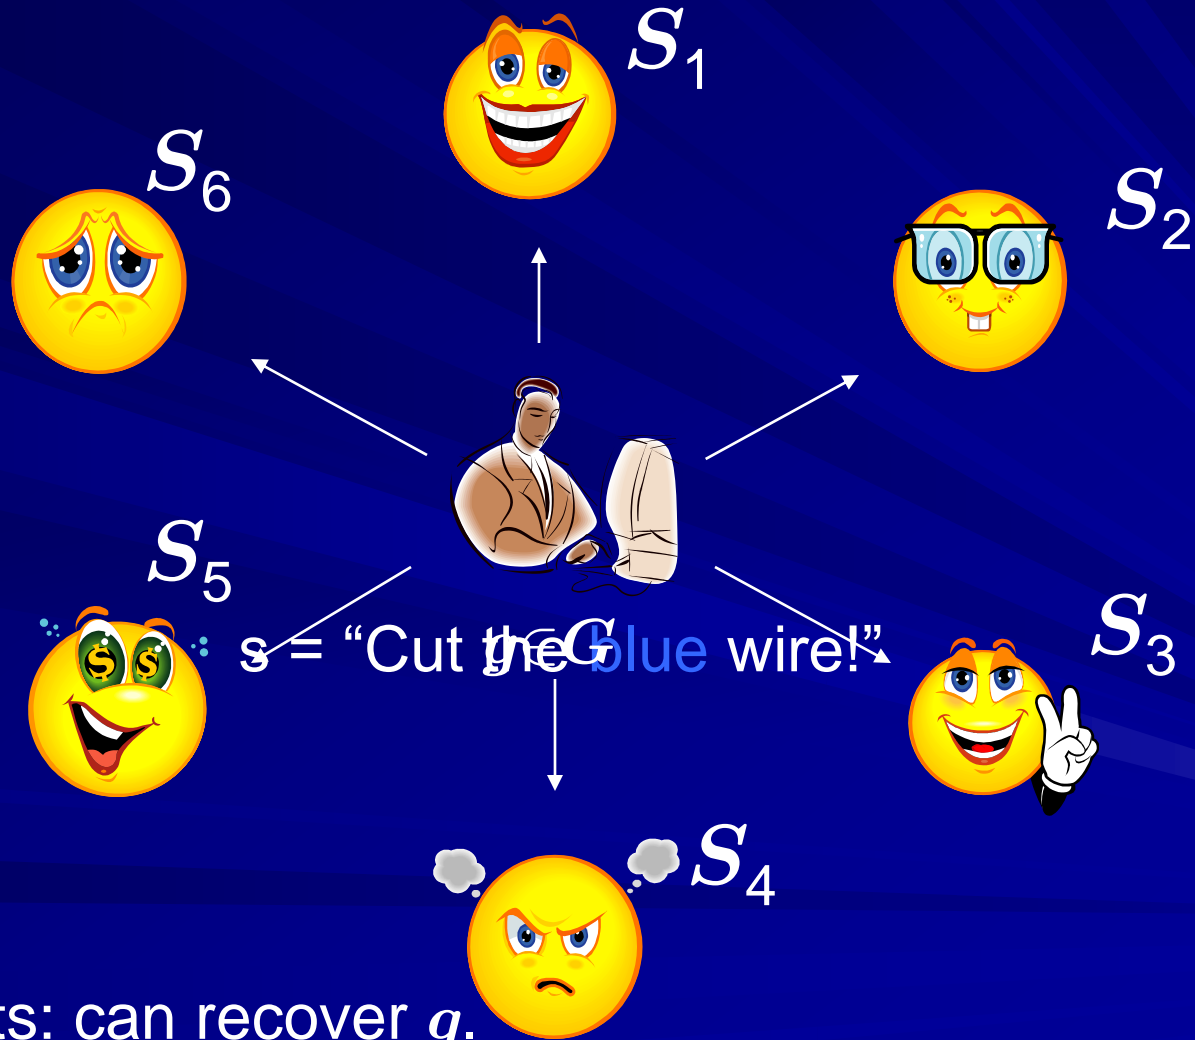 S1
S6
S2
S5
S3
s = “Cut the blue wire!”
g∈G
S4
ts: can recover g.